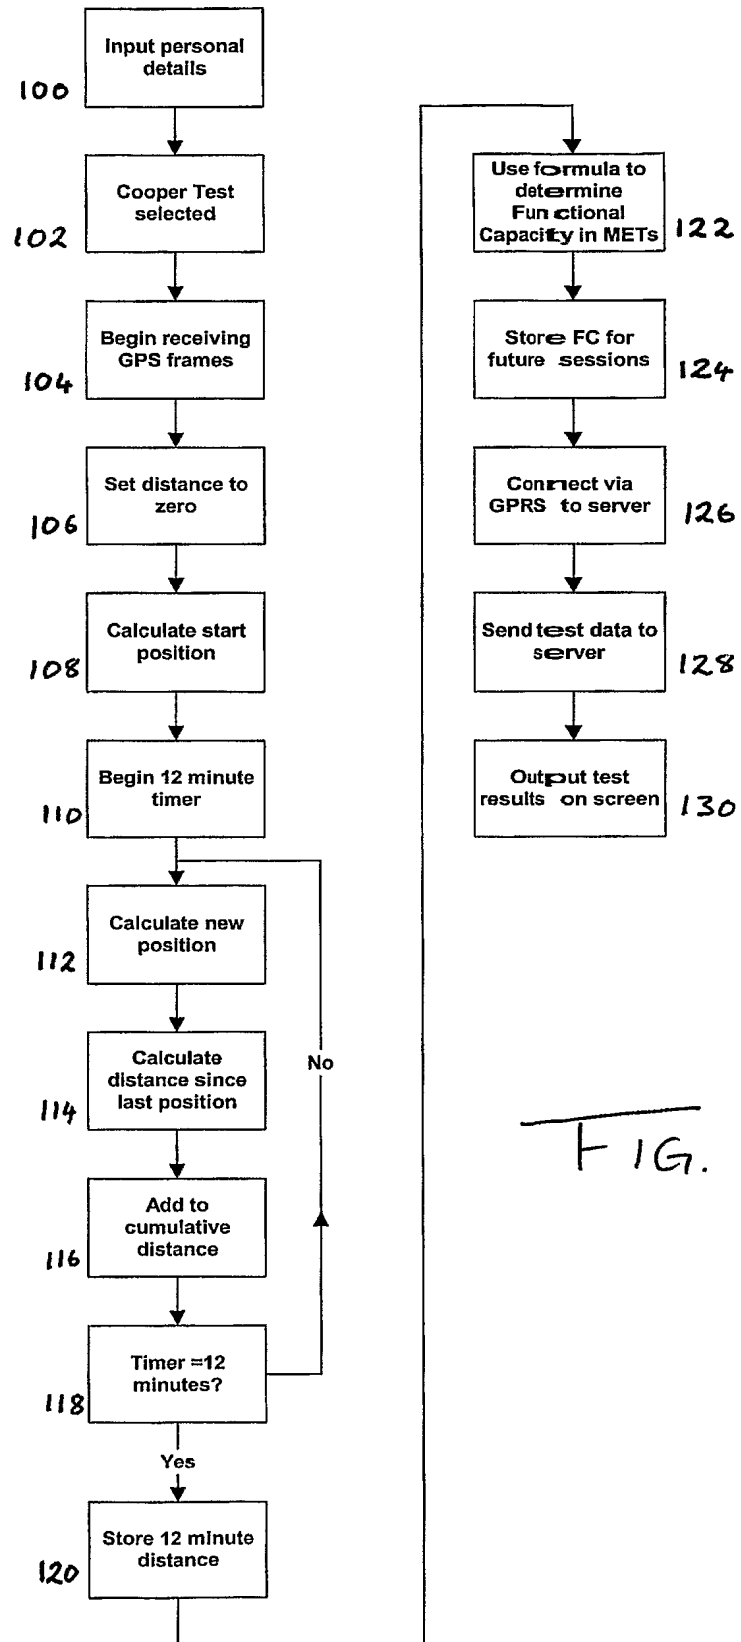 Input personal
details
100
Cooper Test
selected
102
Begin receiving
GPS frames
104
Set distance to
zero
106
Calculate start
position
108
Begin 12 minute
timer
110
Calculate new
position
112
Calculate
distance since
last position
114
No
Add to
cumulative
distance
116
Timer =12
minutes?
118
Yes
Store 12 minute
distance
120
Use formula to
determine
Functional
Capacity in METs
122
Store FC for
future sessions
124
Connect via
GPRS to server
126
Send test data to
server
128
Output test
results on screen
130
FIG.